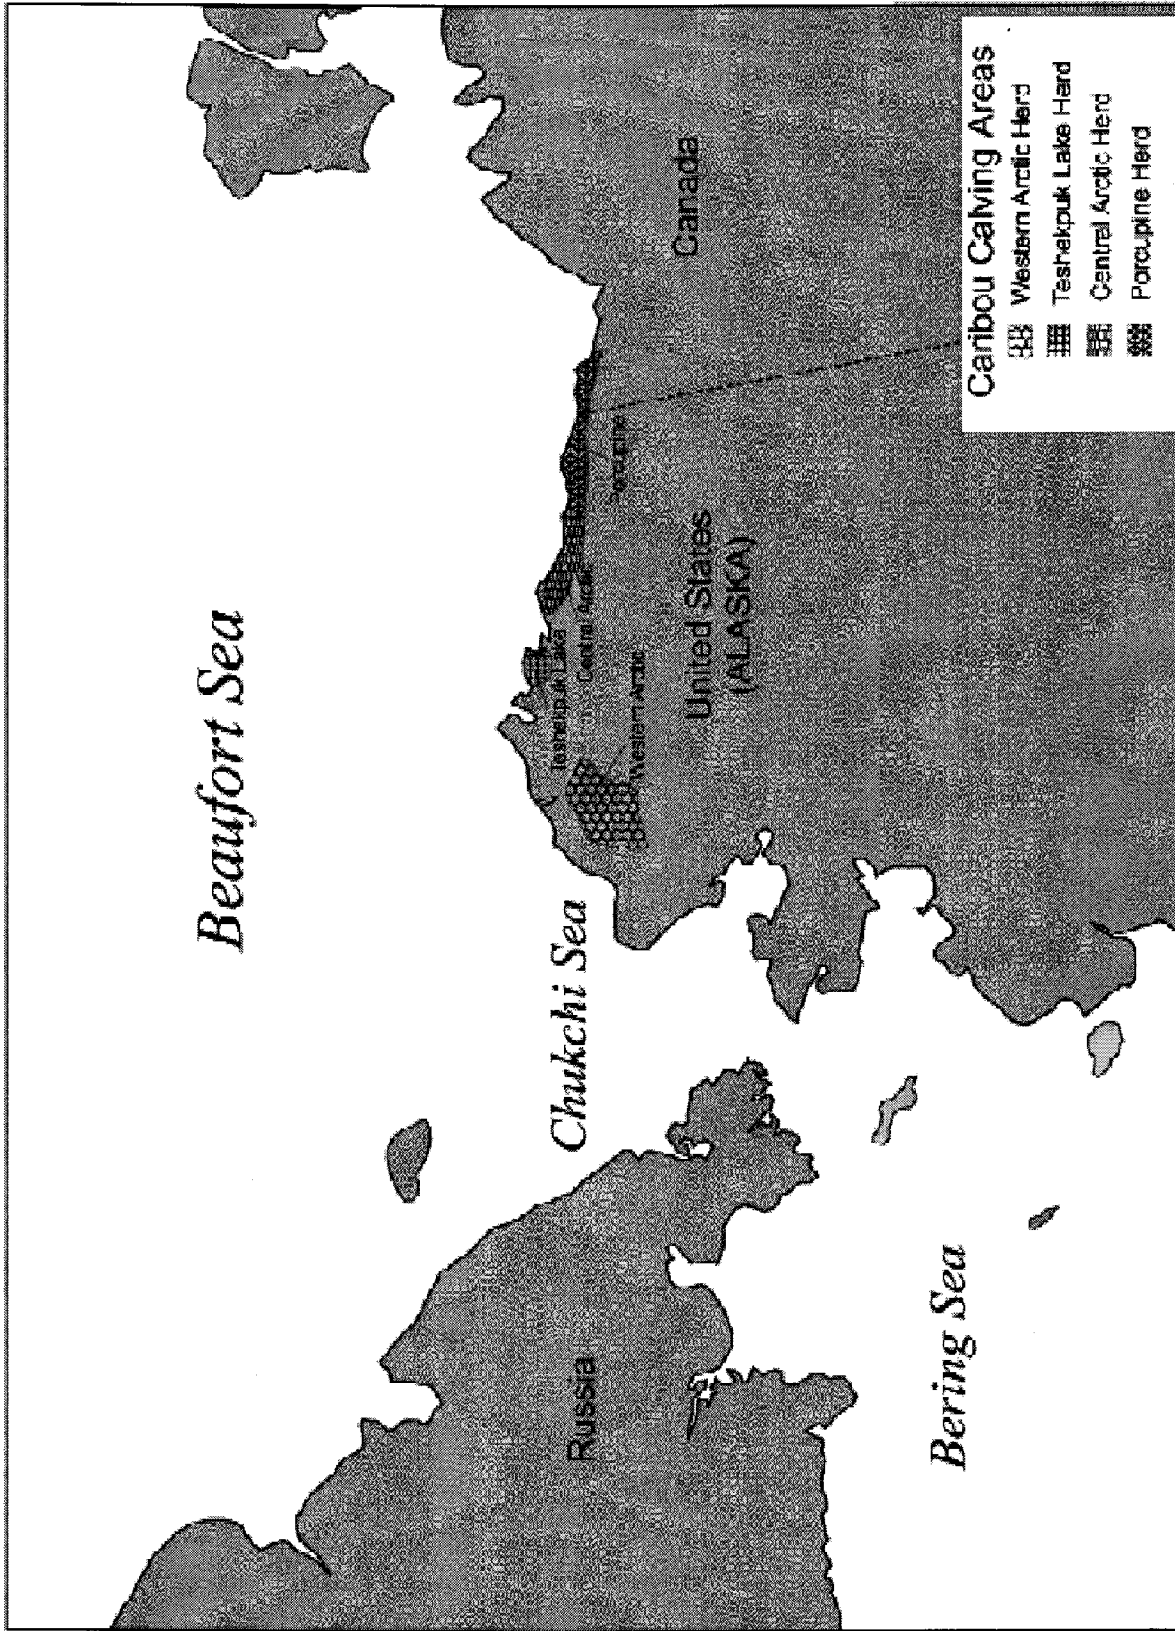 Beaufort Sea
Chukchi Sea
Bering Sea
Russia
Canada
United States
(ALASKA)
Teshekpuk Lake
Central Arctic
Western Arctic
Porcupine
Caribou Calving Areas
Western Arctic Herd
Teshekpuk Lake Herd
Central Arctic Herd
Porcupine Herd